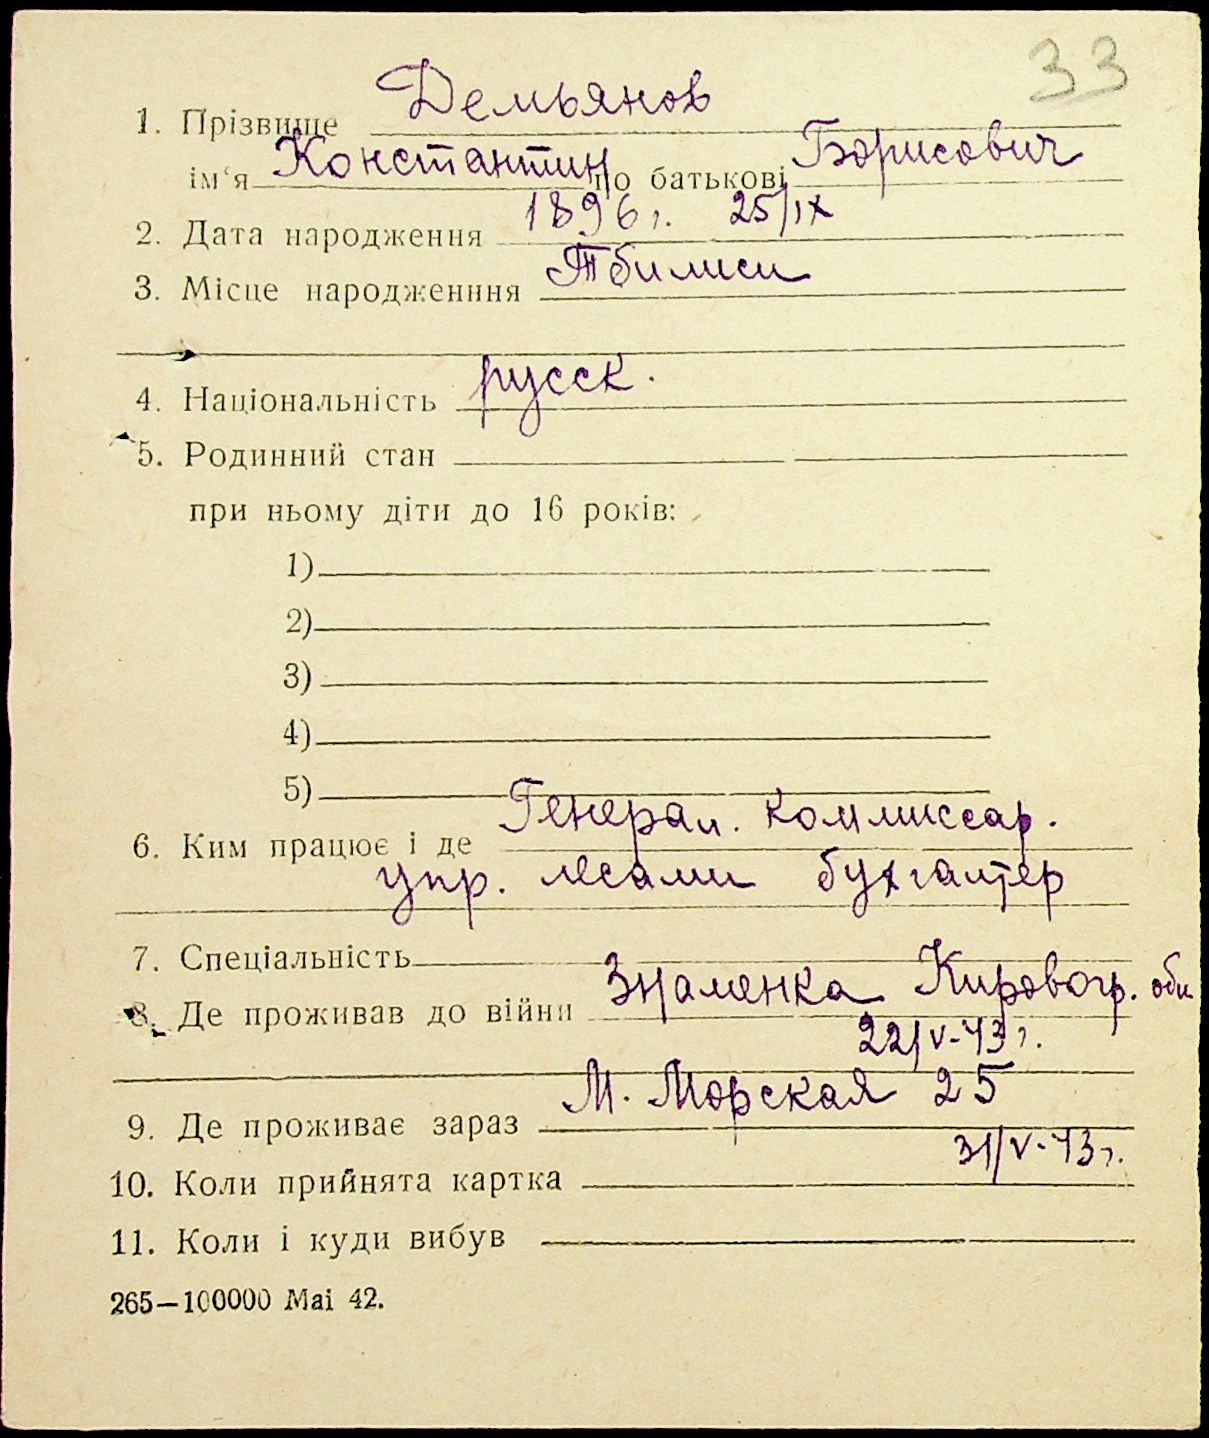 33
1. Прізвище Демьянов
ім'я Константин по батькові Борисович
2. Дата народження 1896 г. 25/IX
3. Місце народженння Тбилиси
4. Національність русск.
5. Родинний стан
при ньому діти до 16 років:
1)
2)
3)
4)
5)
6. Ким працює і де Генерал. коммиссар.
упр. лесами бухгалтер
7. Спеціальність
8. Де проживав до війни Знаменка Кировогр. обл
22/V-43 г.
9. Де проживає зараз М. Морская 25
10. Коли прийнята картка 31/V-43 г.
11. Коли і куди вибув
265—100000 Mai 42.